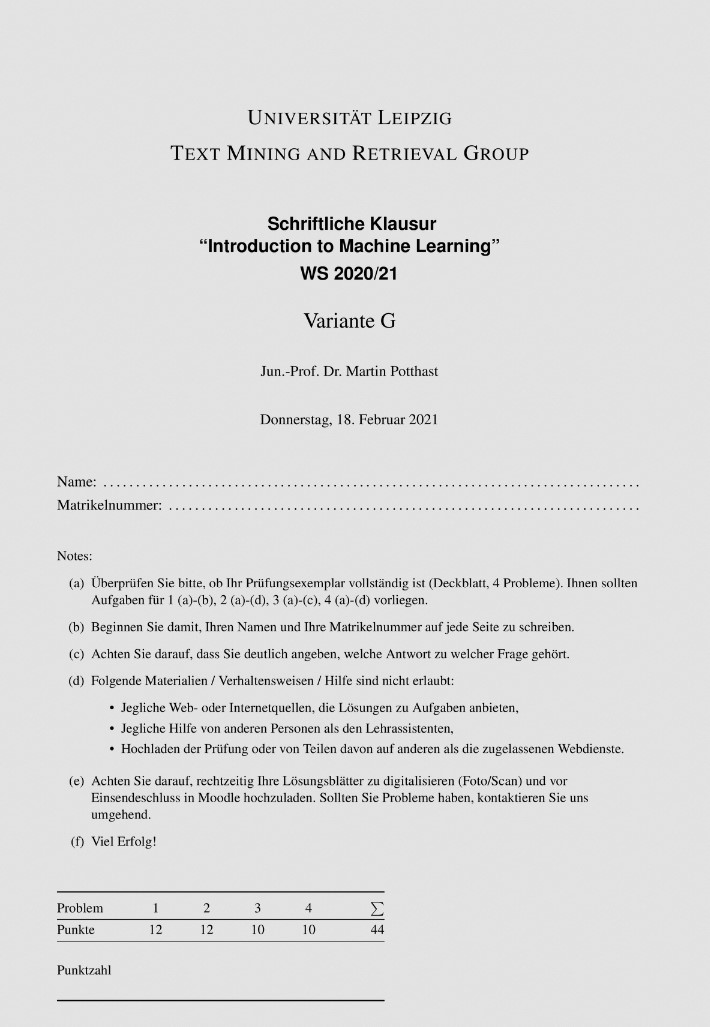 UNIVERSITÄT LEIPZIG
TEXT MINING AND RETRIEVAL GROUP
Schriftliche Klausur
“Introduction to Machine Learning”
WS 2020/21
Variante G
Jun.-Prof. Dr. Martin Potthast
Donnerstag, 18. Februar 2021
Name: ....................................................................................
Matrikelnummer: ........................................................................
Notes:
(a) Überprüfen Sie bitte, ob Ihr Prüfungsexemplar vollständig ist (Deckblatt, 4 Probleme). Ihnen sollten
Aufgaben für 1 (a)-(b), 2 (a)-(d), 3 (a)-(c), 4 (a)-(d) vorliegen.
(b) Beginnen Sie damit, Ihren Namen und Ihre Matrikelnummer auf jede Seite zu schreiben.
(c) Achten Sie darauf, dass Sie deutlich angeben, welche Antwort zu welcher Frage gehört.
(d) Folgende Materialien / Verhaltensweisen / Hilfe sind nicht erlaubt:
• Jegliche Web- oder Internetquellen, die Lösungen zu Aufgaben anbieten,
• Jegliche Hilfe von anderen Personen als den Lehrassistenten,
• Hochladen der Prüfung oder von Teilen davon auf anderen als die zugelassenen Webdienste.
(e) Achten Sie darauf, rechtzeitig Ihre Lösungsblätter zu digitalisieren (Foto/Scan) und vor
Einsendeschluss in Moodle hochzuladen. Sollten Sie Probleme haben, kontaktieren Sie uns
umgehend.
(f) Viel Erfolg!
Problem 1 2 3 4 ∑
Punkte 12 12 10 10 44
Punktzahl